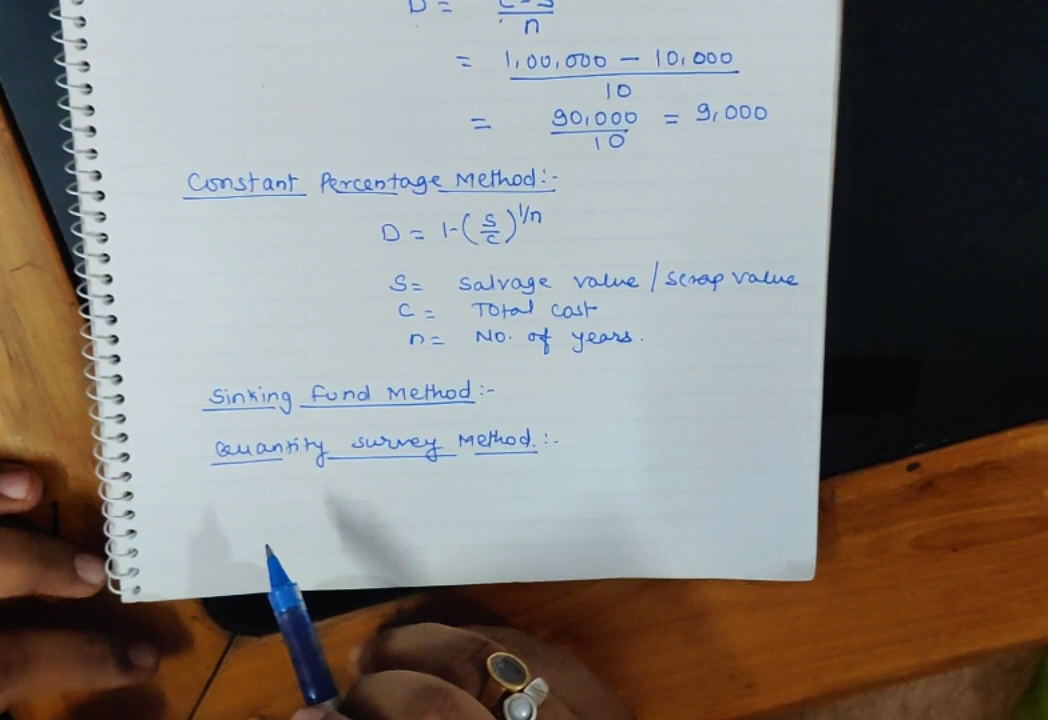 D = C-S
n
= 1,00,000 - 10,000
10
= 90,000 = 9,000
10
Constant Percentage Method:-
D = 1-(S/C)^1/n
S= Salvage value / Scrap value
C = Total cost
n= No. of years.
Sinking Fund Method:-
Quantity survey Method:-